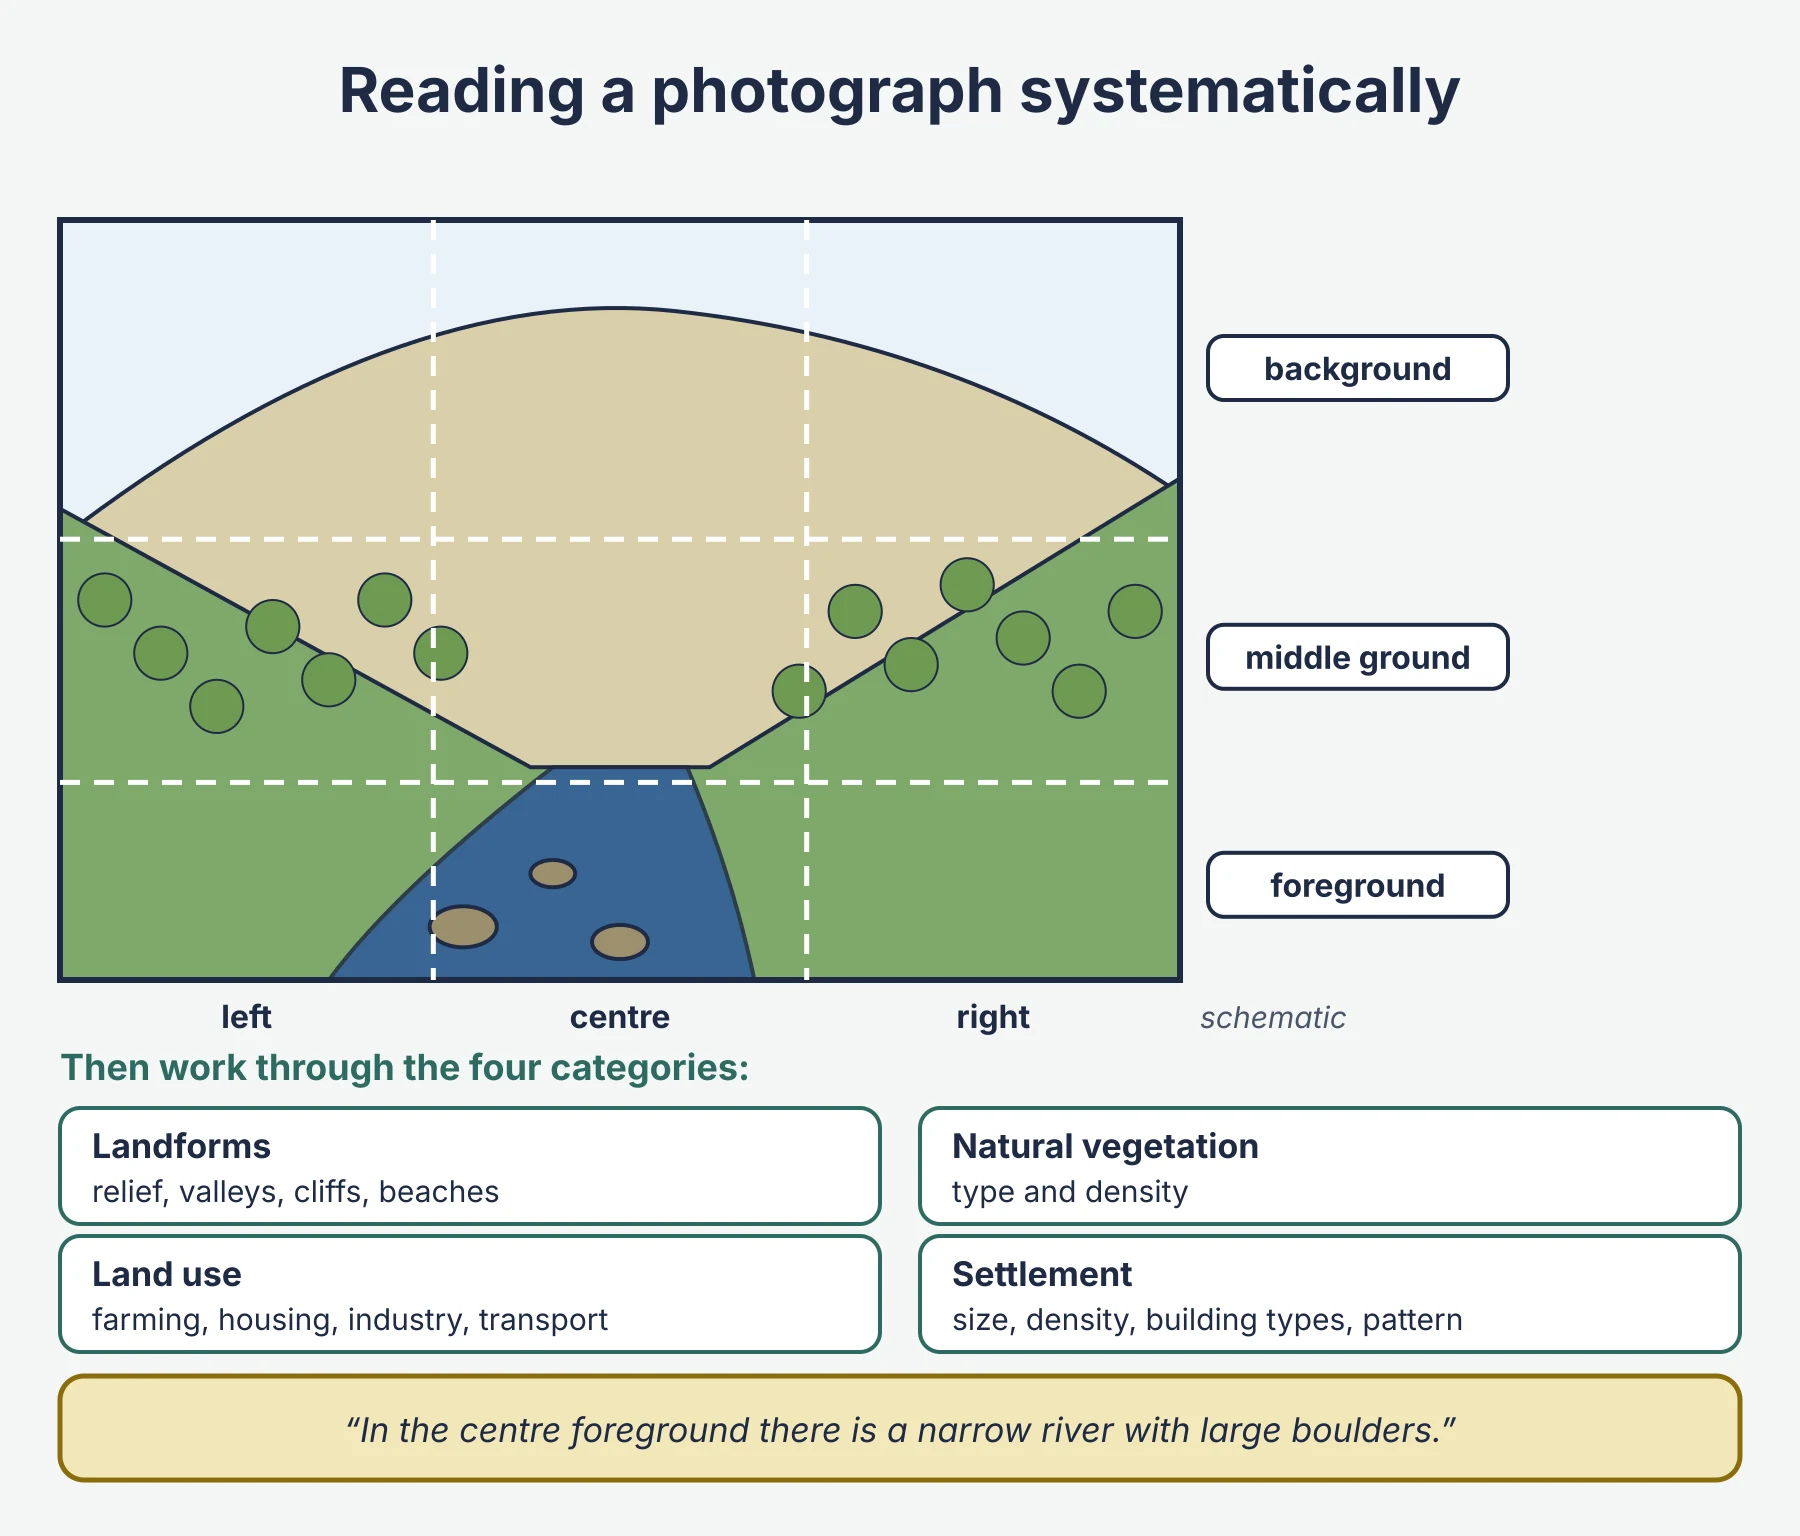 Reading a photograph systematically
background
middle ground
foreground
left
centre
right
schematic
Then work through the four categories:
Landforms
relief, valleys, cliffs, beaches
Natural vegetation
type and density
Land use
farming, housing, industry, transport
Settlement
size, density, building types, pattern
“In the centre foreground there is a narrow river with large boulders.”